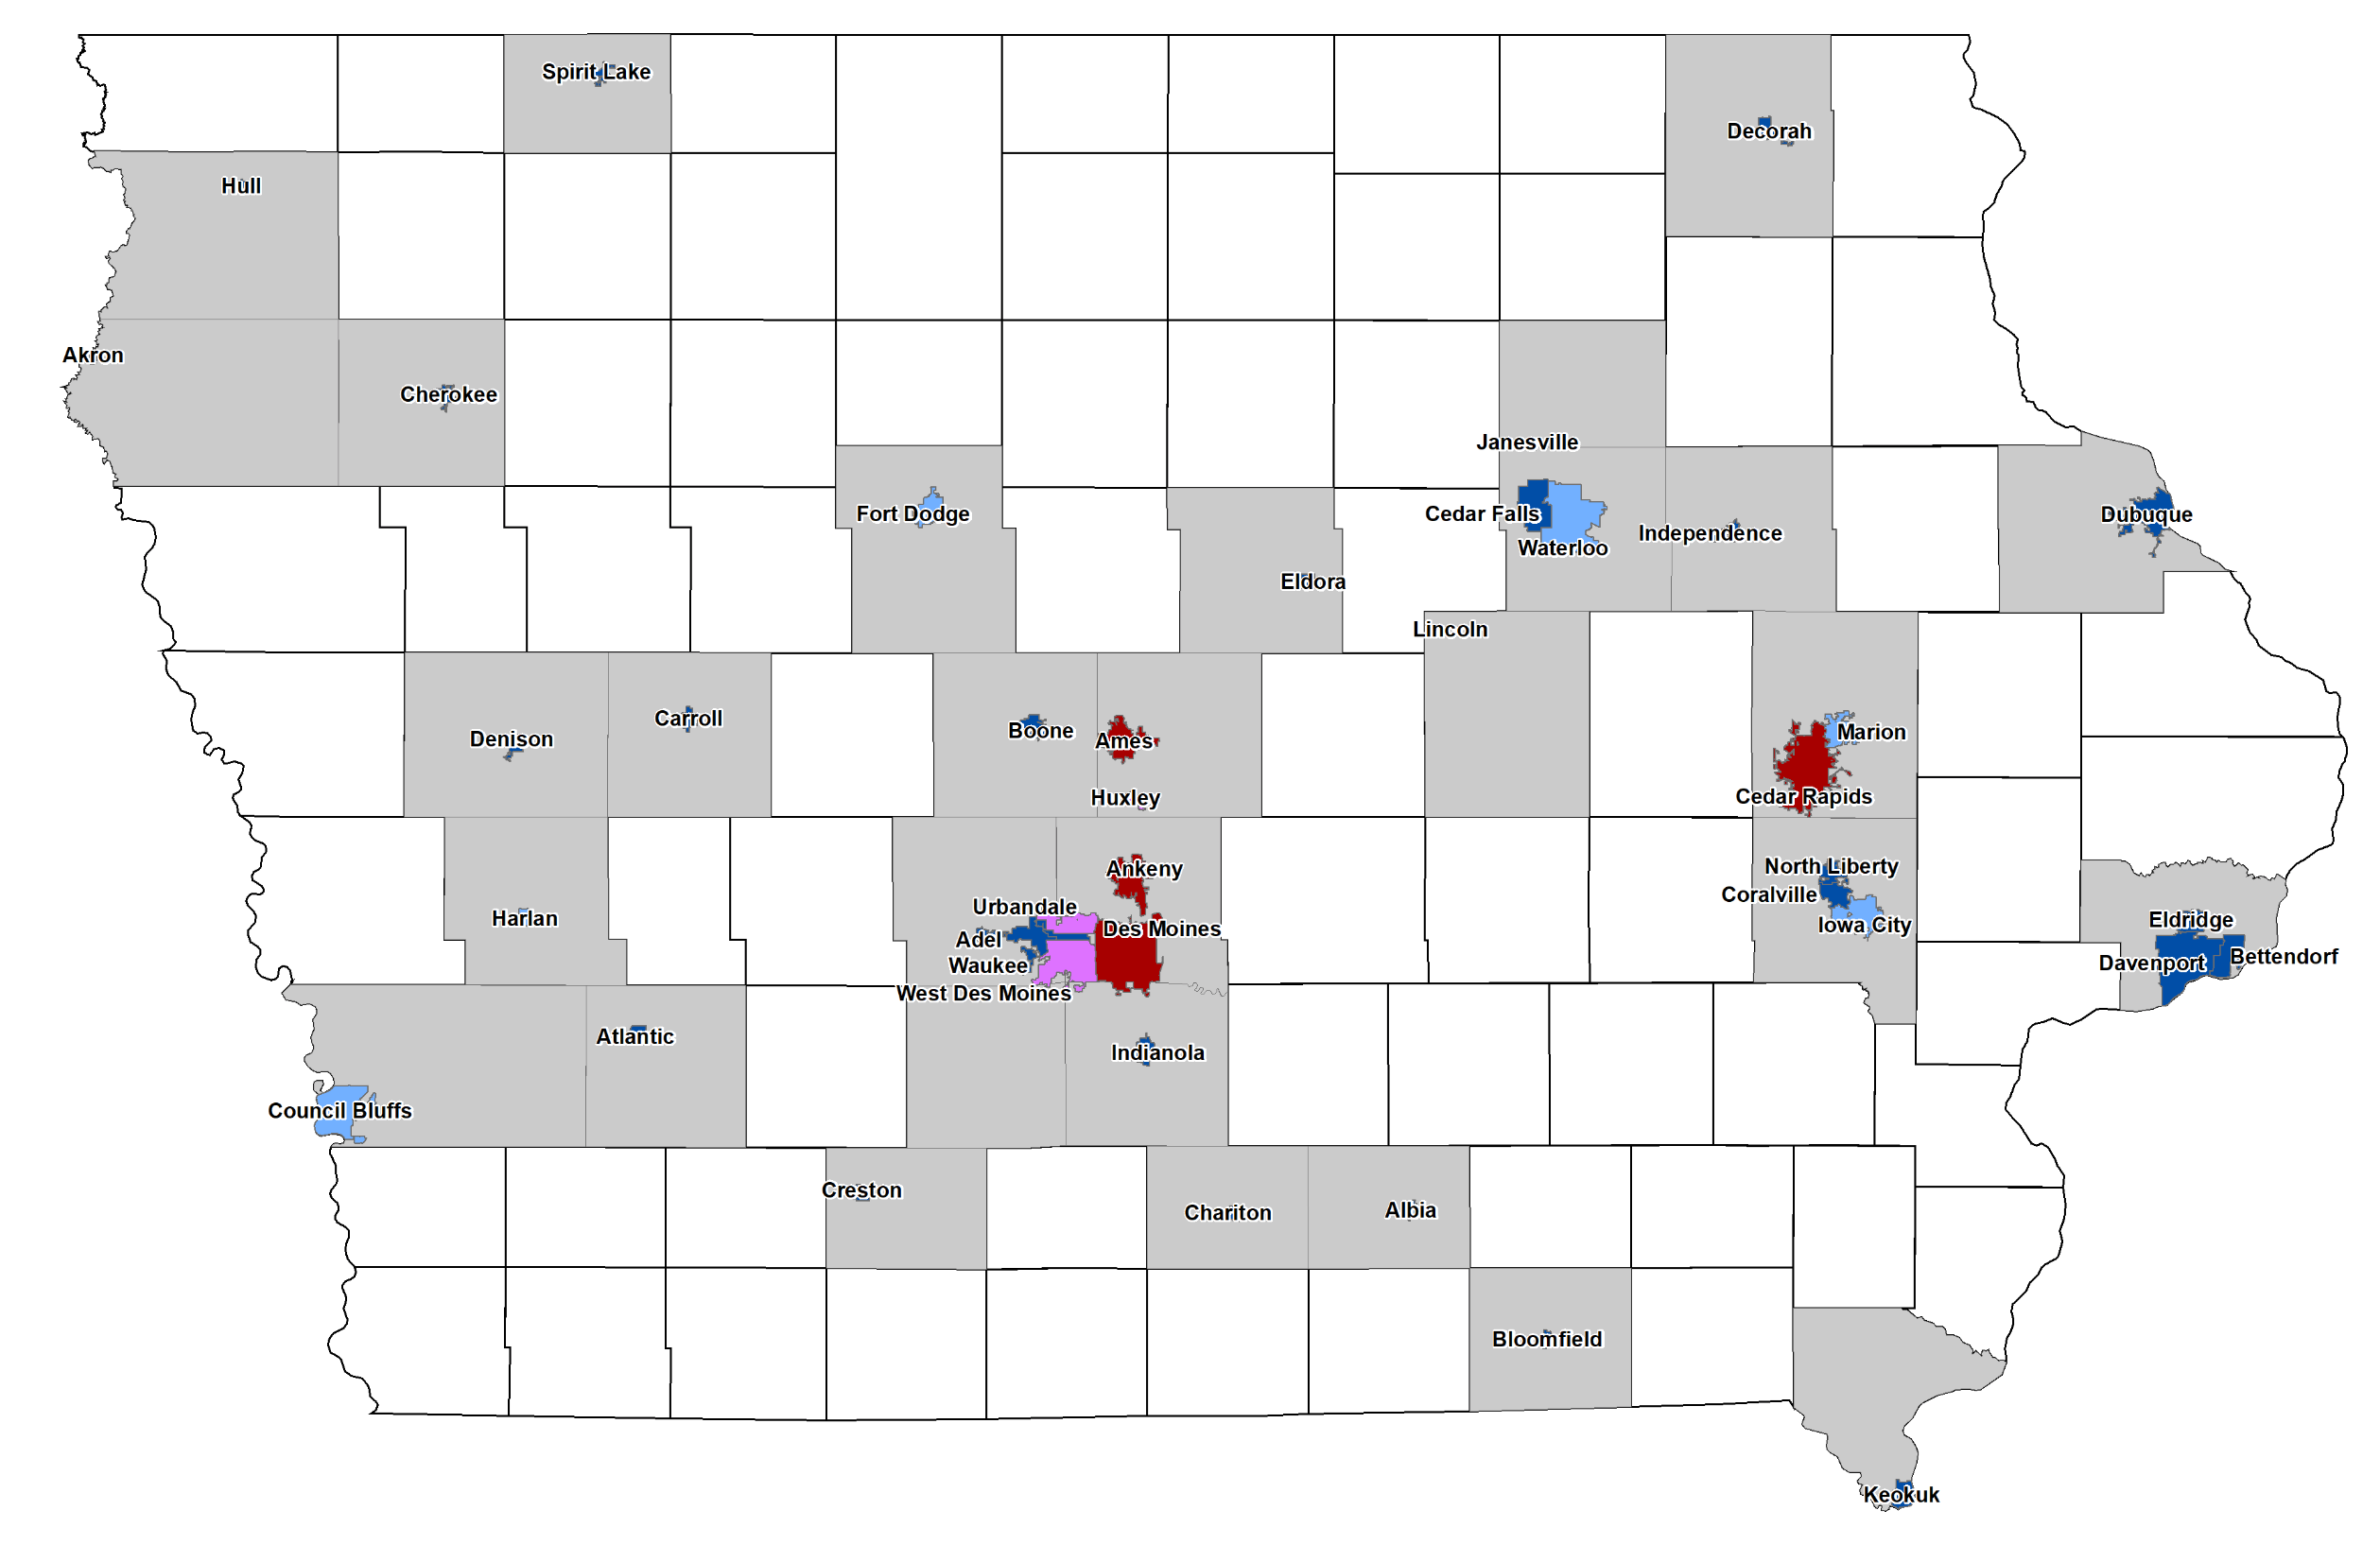 Spirit Lake
Decorah
Hull
Akron
Cherokee
Janesville
Fort Dodge
Cedar Falls
Dubuque
Independence
Waterloo
Eldora
Lincoln
Carroll
Boone
Marion
Denison
Ames
Huxley
Cedar Rapids
North Liberty
Ankeny
Coralville
Urbandale
Harlan
Eldridge
Iowa City
Des Moines
Adel
Bettendorf
Davenport
Waukee
West Des Moines
Atlantic
Indianola
Council Bluffs
Creston
Albia
Chariton
Bloomfield
Keokuk